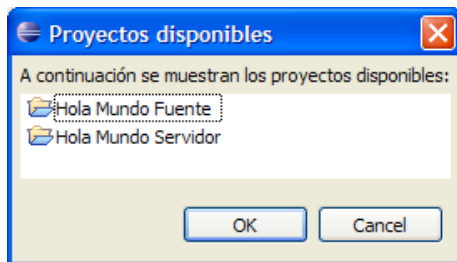 Proyectos disponibles
A continuación se muestran los proyectos disponibles:
Hola Mundo Fuente
Hola Mundo Servidor
OK
Cancel